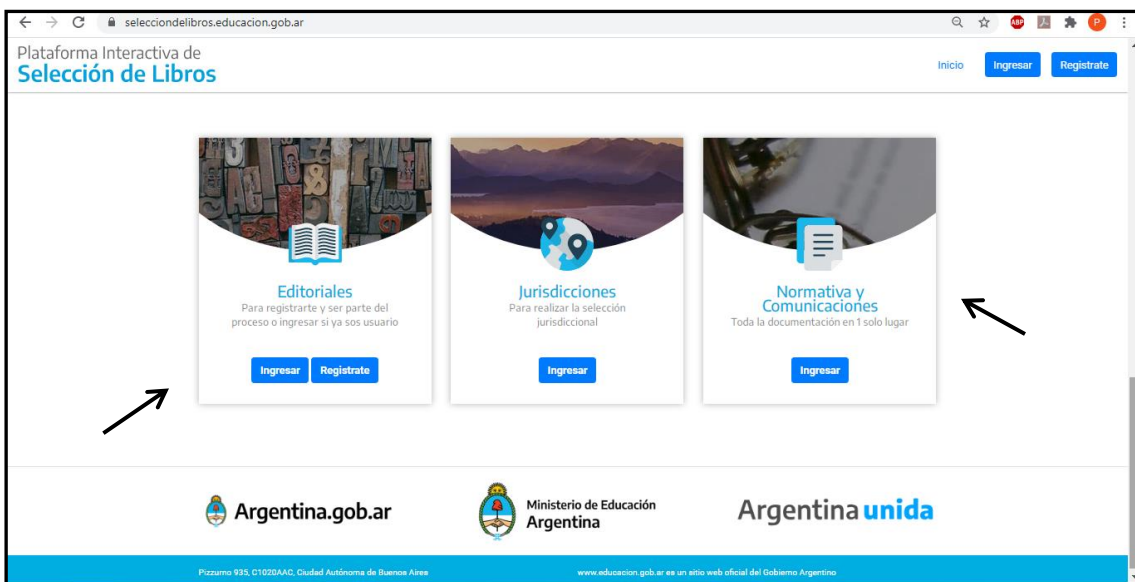 selecciondelibros.educacion.gob.ar
ABP
P
Plataforma Interactiva de
Selección de Libros
Inicio
Ingresar
Registrate
Editoriales
Para registrarte y ser parte del
proceso o ingresar si ya sos usuario
Ingresar
Registrate
Jurisdicciones
Para realizar la selección
jurisdiccional
Ingresar
Normativa y
Comunicaciones
Toda la documentación en 1 solo lugar
Ingresar
Argentina.gob.ar
Ministerio de Educación
Argentina
Argentina unida
Pizzurno 935, C1020AAC, Ciudad Autónoma de Buenos Aires
www.educacion.gob.ar es un sitio web oficial del Gobierno Argentino